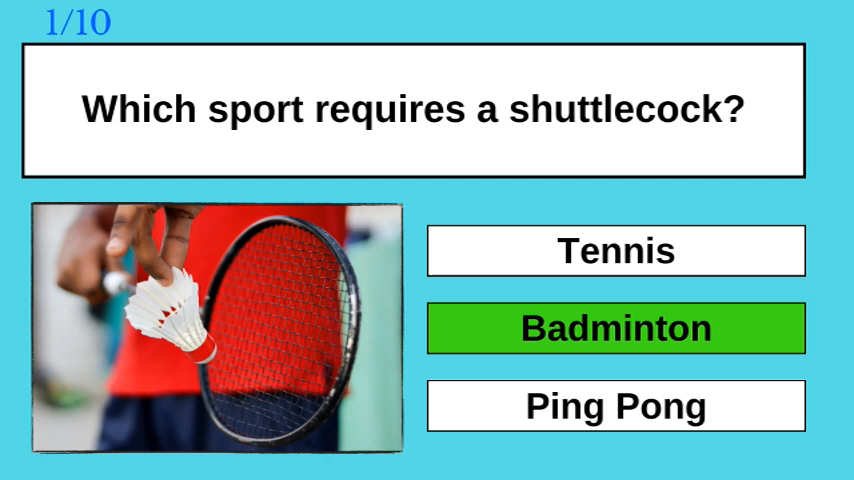 1/10
Which sport requires a shuttlecock?
Tennis
Badminton
Ping Pong